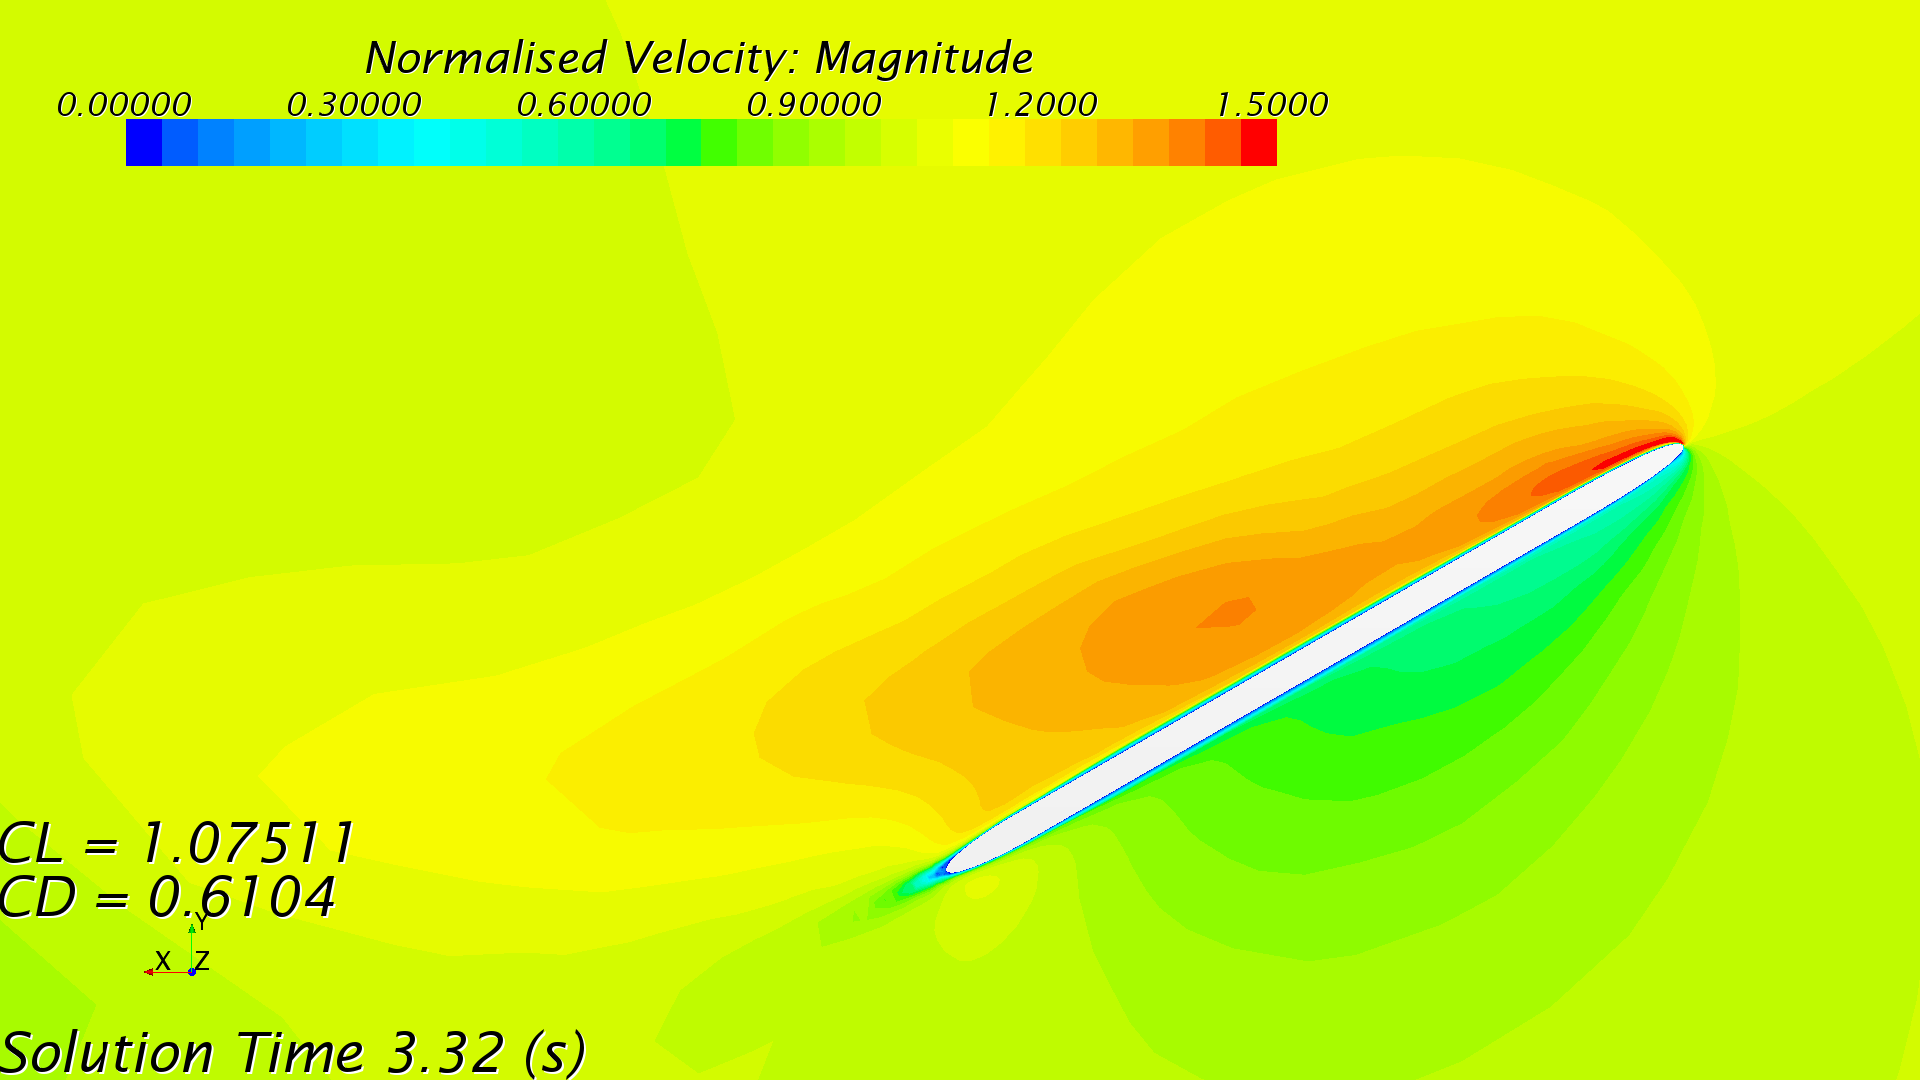 Normalised Velocity: Magnitude
0.00000 0.30000 0.60000 0.90000 1.2000 1.5000
CL = 1.07511
CD = 0.6104
Y
X Z
Solution Time 3.32 (s)